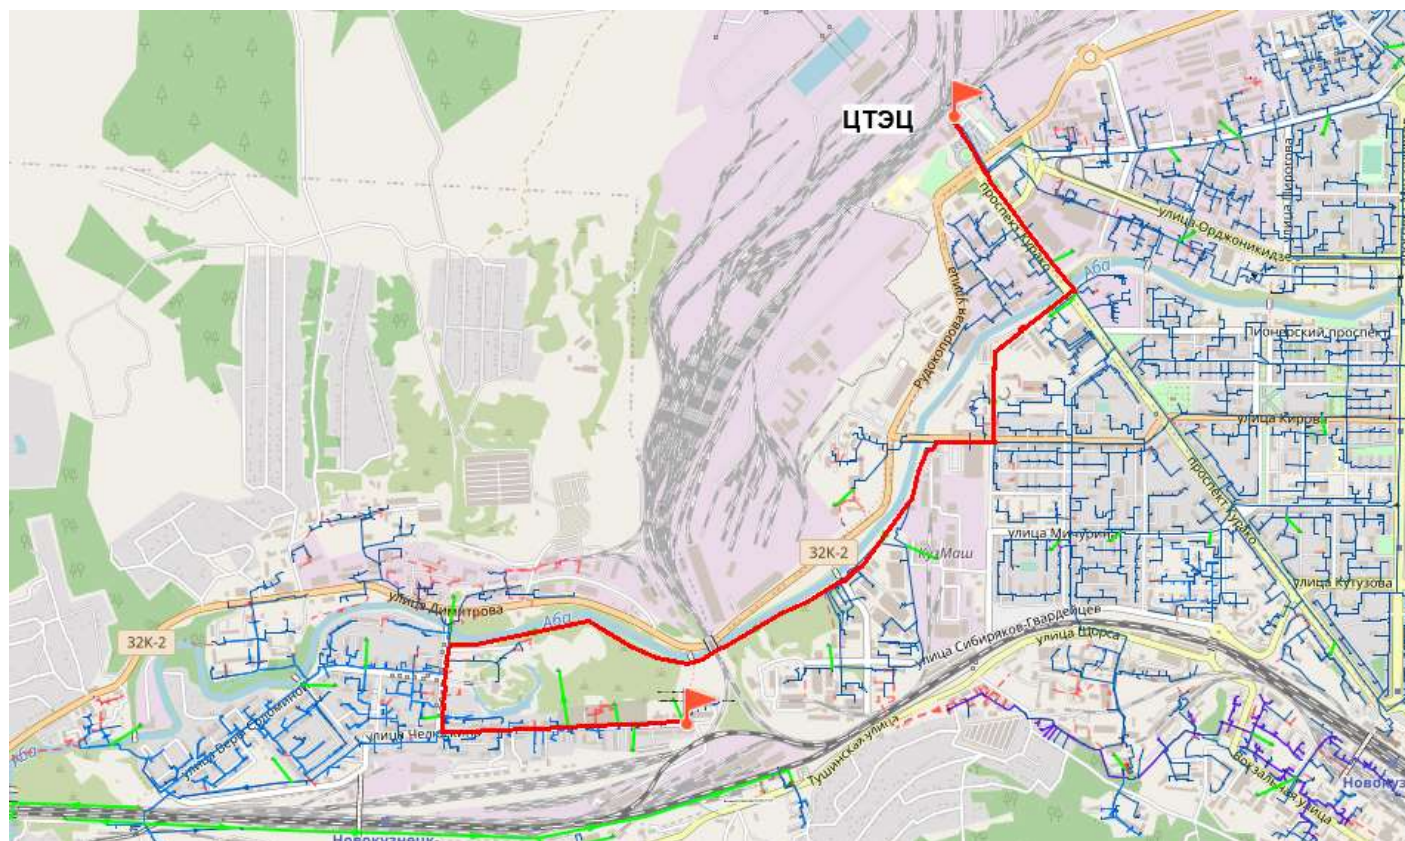 ЦТЭЦ
проспект Курако
улица Пирогова
улица Орджоникидзе
Аба
Рудокопровая улица
Пионерский проспект
улица Кирова
проспект Курако
улица Мичурина
32К-2
КузМаш
улица Кутузова
улица Димитрова
Аба
улица Сибиряков-Гвардейцев
улица Щорса
32К-2
улица Веры Соломиной
улица Челюскина
Тушинская улица
Аба
Вокзальная улица
Новокуз
Новокузнецк